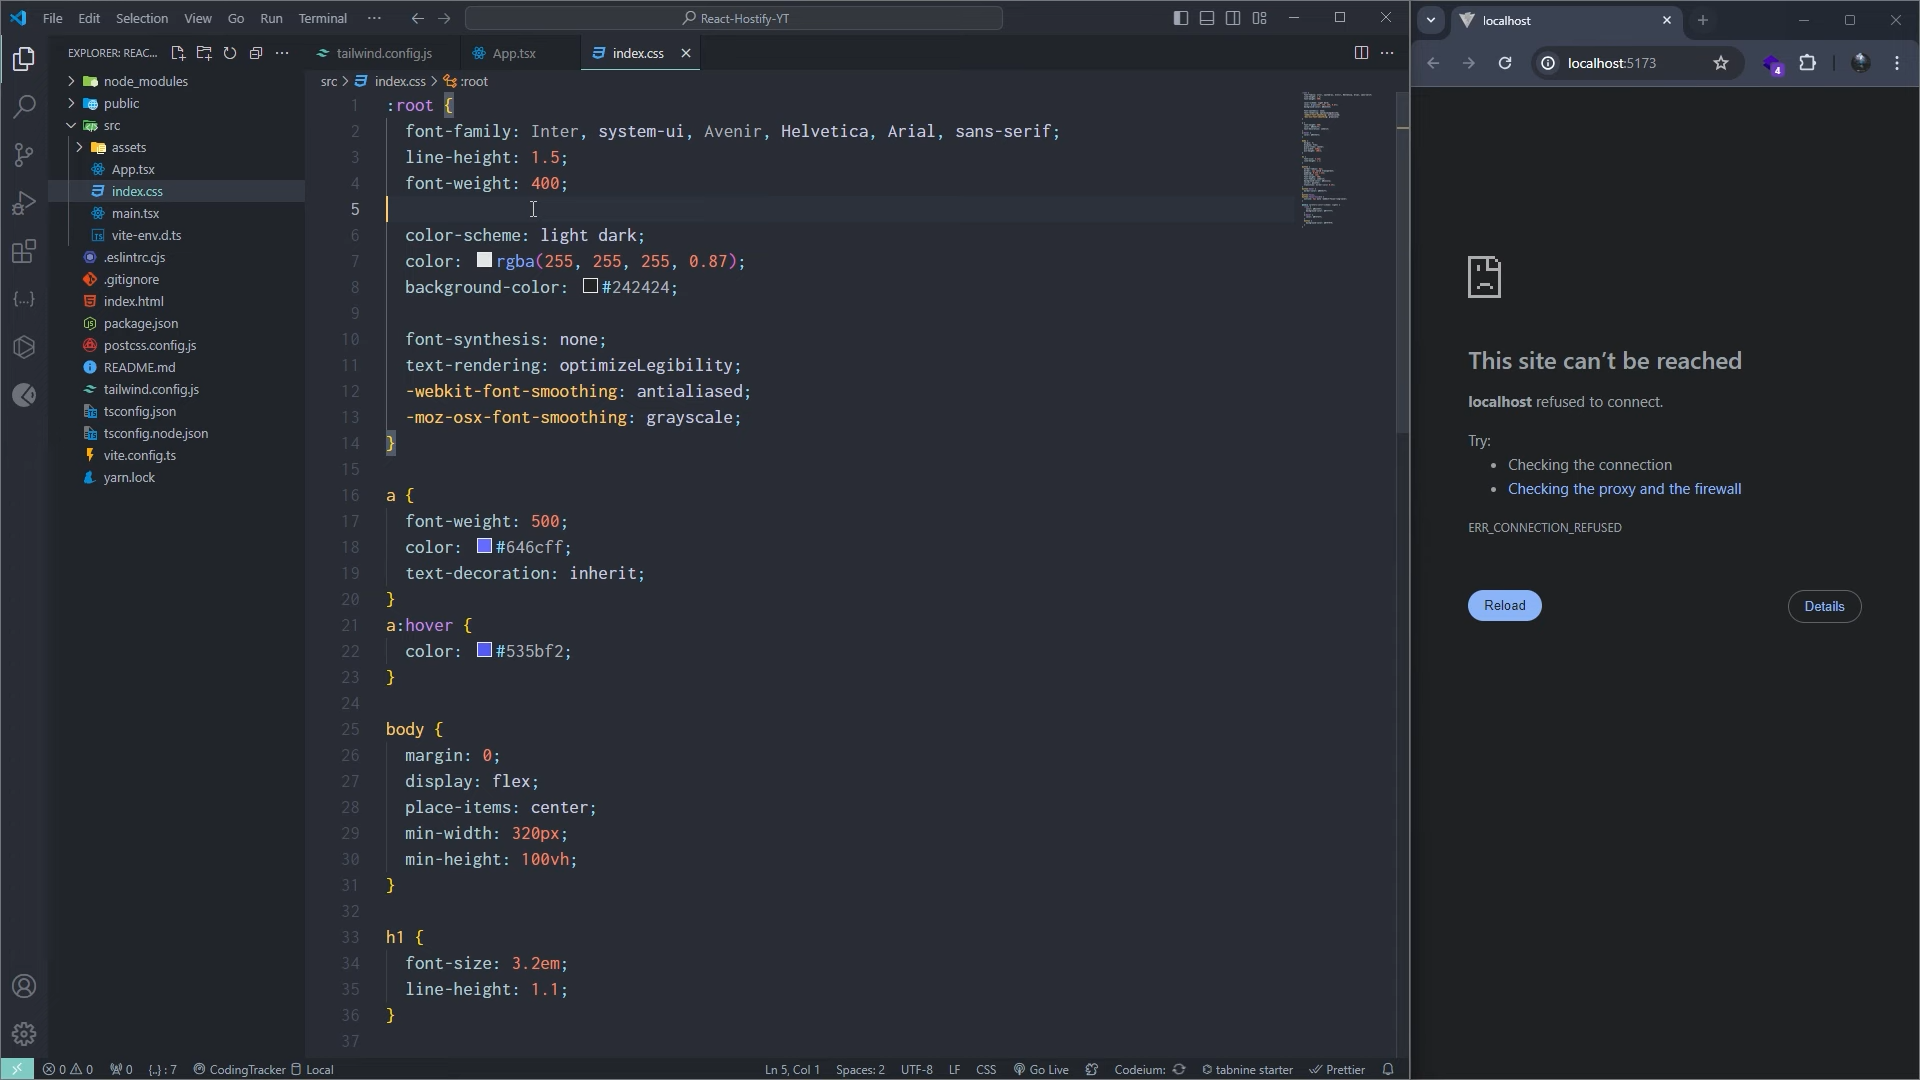 File Edit Selection View Go Run Terminal ··· React-Hostify-YT
EXPLORER: REAC...
node_modules
public
src
assets
App.tsx
index.css
main.tsx
vite-env.d.ts
.eslintrc.cjs
.gitignore
index.html
package.json
postcss.config.js
README.md
tailwind.config.js
tsconfig.json
tsconfig.node.json
vite.config.ts
yarn.lock
tailwind.config.js App.tsx index.css
src > index.css > :root
1 :root {
2 font-family: Inter, system-ui, Avenir, Helvetica, Arial, sans-serif;
3 line-height: 1.5;
4 font-weight: 400;
5
6 color-scheme: light dark;
7 color: rgba(255, 255, 255, 0.87);
8 background-color: #242424;
9
10 font-synthesis: none;
11 text-rendering: optimizeLegibility;
12 -webkit-font-smoothing: antialiased;
13 -moz-osx-font-smoothing: grayscale;
14 }
15
16 a {
17 font-weight: 500;
18 color: #646cff;
19 text-decoration: inherit;
20 }
21 a:hover {
22 color: #535bf2;
23 }
24
25 body {
26 margin: 0;
27 display: flex;
28 place-items: center;
29 min-width: 320px;
30 min-height: 100vh;
31 }
32
33 h1 {
34 font-size: 3.2em;
35 line-height: 1.1;
36 }
37
0 0 0 {..} : 7 CodingTracker Local Ln 5, Col 1 Spaces: 2 UTF-8 LF CSS Go Live Codeium: tabnine starter Prettier
localhost
localhost:5173 4
This site can’t be reached
localhost refused to connect.
Try:
• Checking the connection
• Checking the proxy and the firewall
ERR_CONNECTION_REFUSED
Reload Details